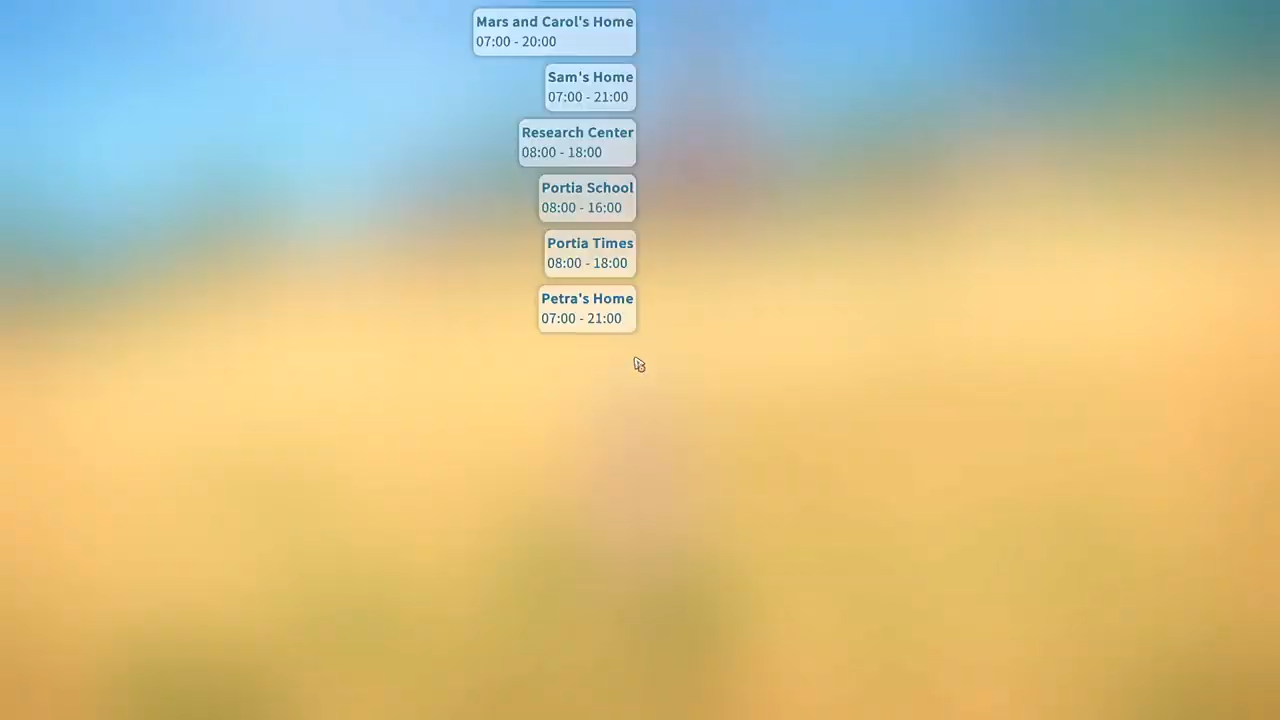 Mars and Carol's Home
07:00 - 20:00
Sam's Home
07:00 - 21:00
Research Center
08:00 - 18:00
Portia School
08:00 - 16:00
Portia Times
08:00 - 18:00
Petra's Home
07:00 - 21:00